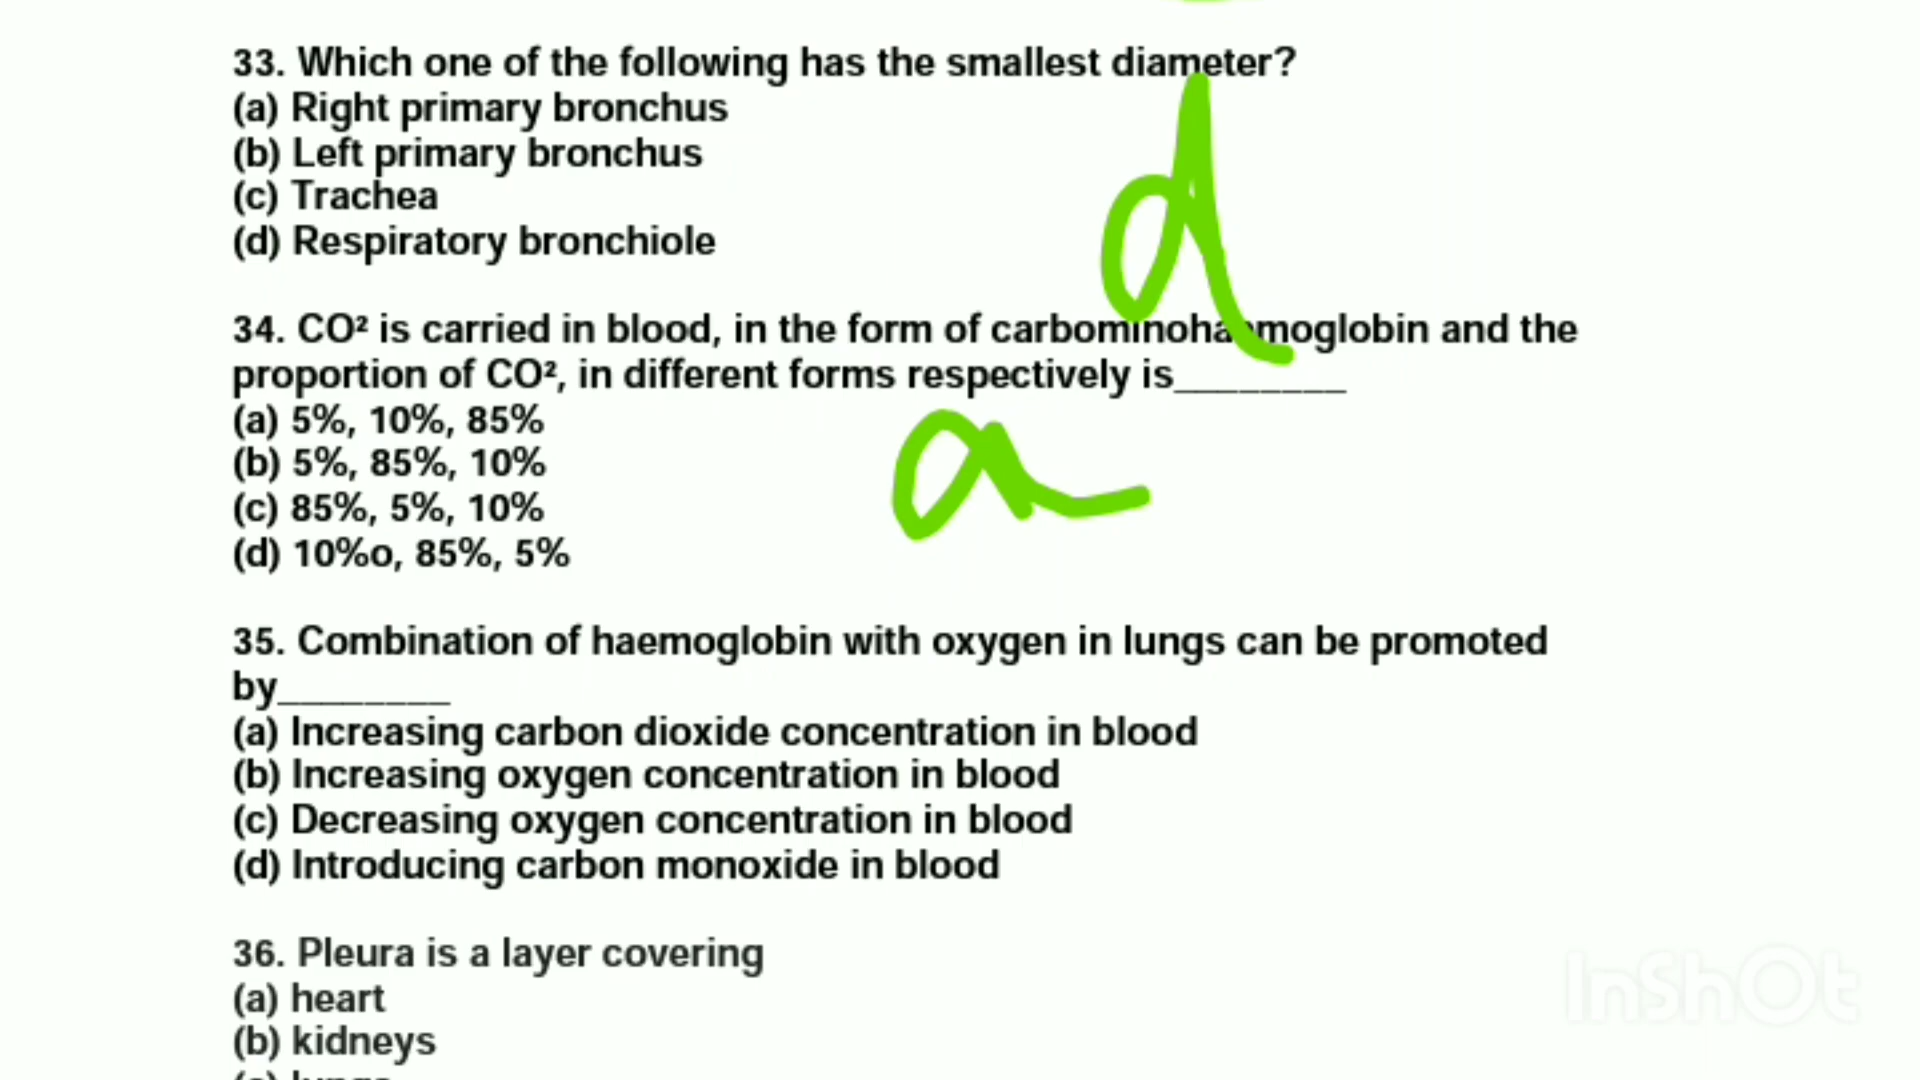 33. Which one of the following has the smallest diameter?
(a) Right primary bronchus
(b) Left primary bronchus
(c) Trachea
(d) Respiratory bronchiole
d
34. CO² is carried in blood, in the form of carbominohaemoglobin and the
proportion of CO², in different forms respectively is________
(a) 5%, 10%, 85%
(b) 5%, 85%, 10%
(c) 85%, 5%, 10%
(d) 10%o, 85%, 5%
a
35. Combination of haemoglobin with oxygen in lungs can be promoted
by________
(a) Increasing carbon dioxide concentration in blood
(b) Increasing oxygen concentration in blood
(c) Decreasing oxygen concentration in blood
(d) Introducing carbon monoxide in blood
36. Pleura is a layer covering
(a) heart
(b) kidneys
(c) lungs
InShOt